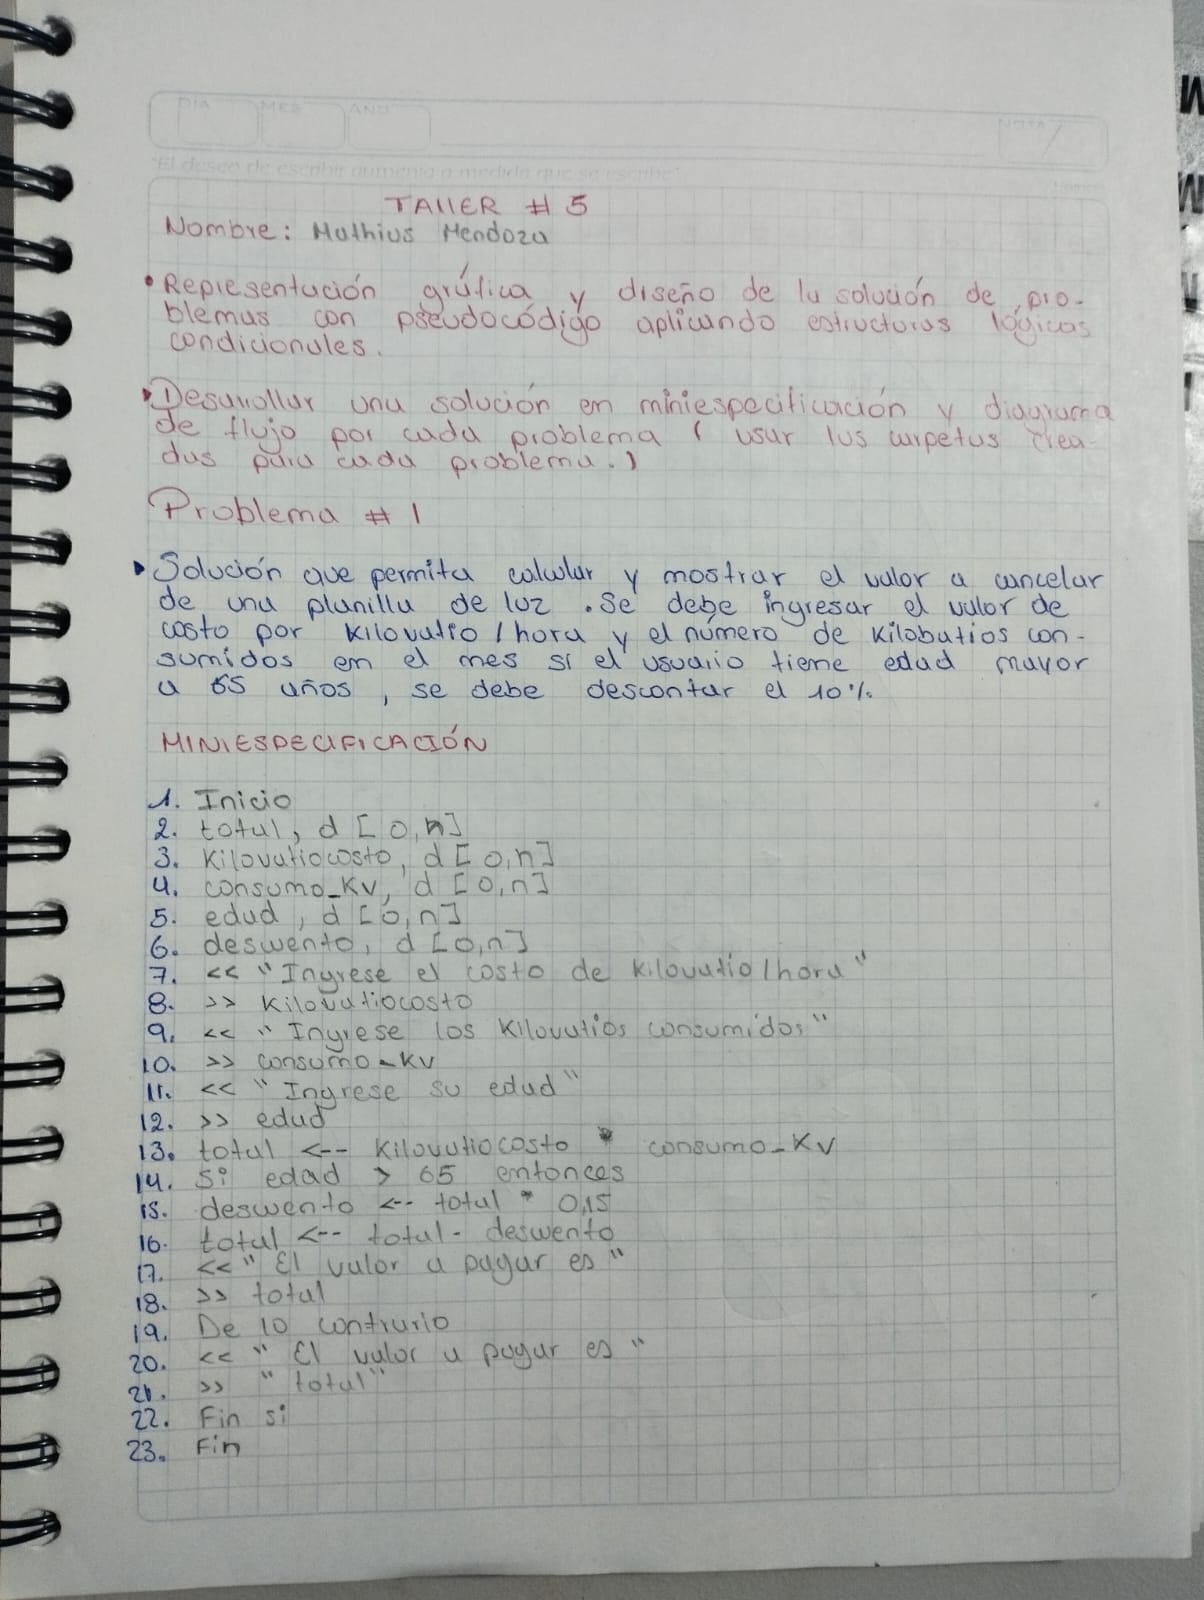 DIA MES AÑO NOTA
"El deseo de escribir aumenta a medida que se escribe"
TAllER # 5
Nombre: Mathius Mendoza
• Representación gráfica y diseño de la solución de pro-
blemas con pseudocódigo aplicando estructuras lógicas
condicionales.
• Desarrollar una solución en miniespecificación y diagrama
de flujo por cada problema ( usar las carpetas crea-
das para cada problema.)
Problema # 1
• Solución que permita calcular y mostrar el valor a cancelar
de una planilla de luz . Se debe ingresar el valor de
costo por kilovatio / hora y el número de kilobatios con-
sumidos en el mes si el usuario tiene edad mayor
a 65 años , se debe descontar el 10%
MINIESPECIFICACIÓN
1. Inicio
2. total, d [0,n]
3. Kilovatiocosto, d [0,n]
4. consumo_Kv, d [0,n]
5. edad, d [0,n]
6. descuento, d [0,n]
7. << "Ingrese el costo de kilovatio/hora"
8. >> kilovatiocosto
9. << "Ingrese los kilovatios consumidos"
10. >> consumo_kv
11. << "Ingrese su edad"
12. >> edad
13. total <-- kilovatiocosto * consumo_Kv
14. Si edad > 65 entonces
15. descuento <-- total * 0,15
16. total <-- total - descuento
17. << " El valor a pagar es "
18. >> total
19. De lo contrario
20. << " El valor a pagar es "
21. >> "total"
22. Fin si
23. Fin